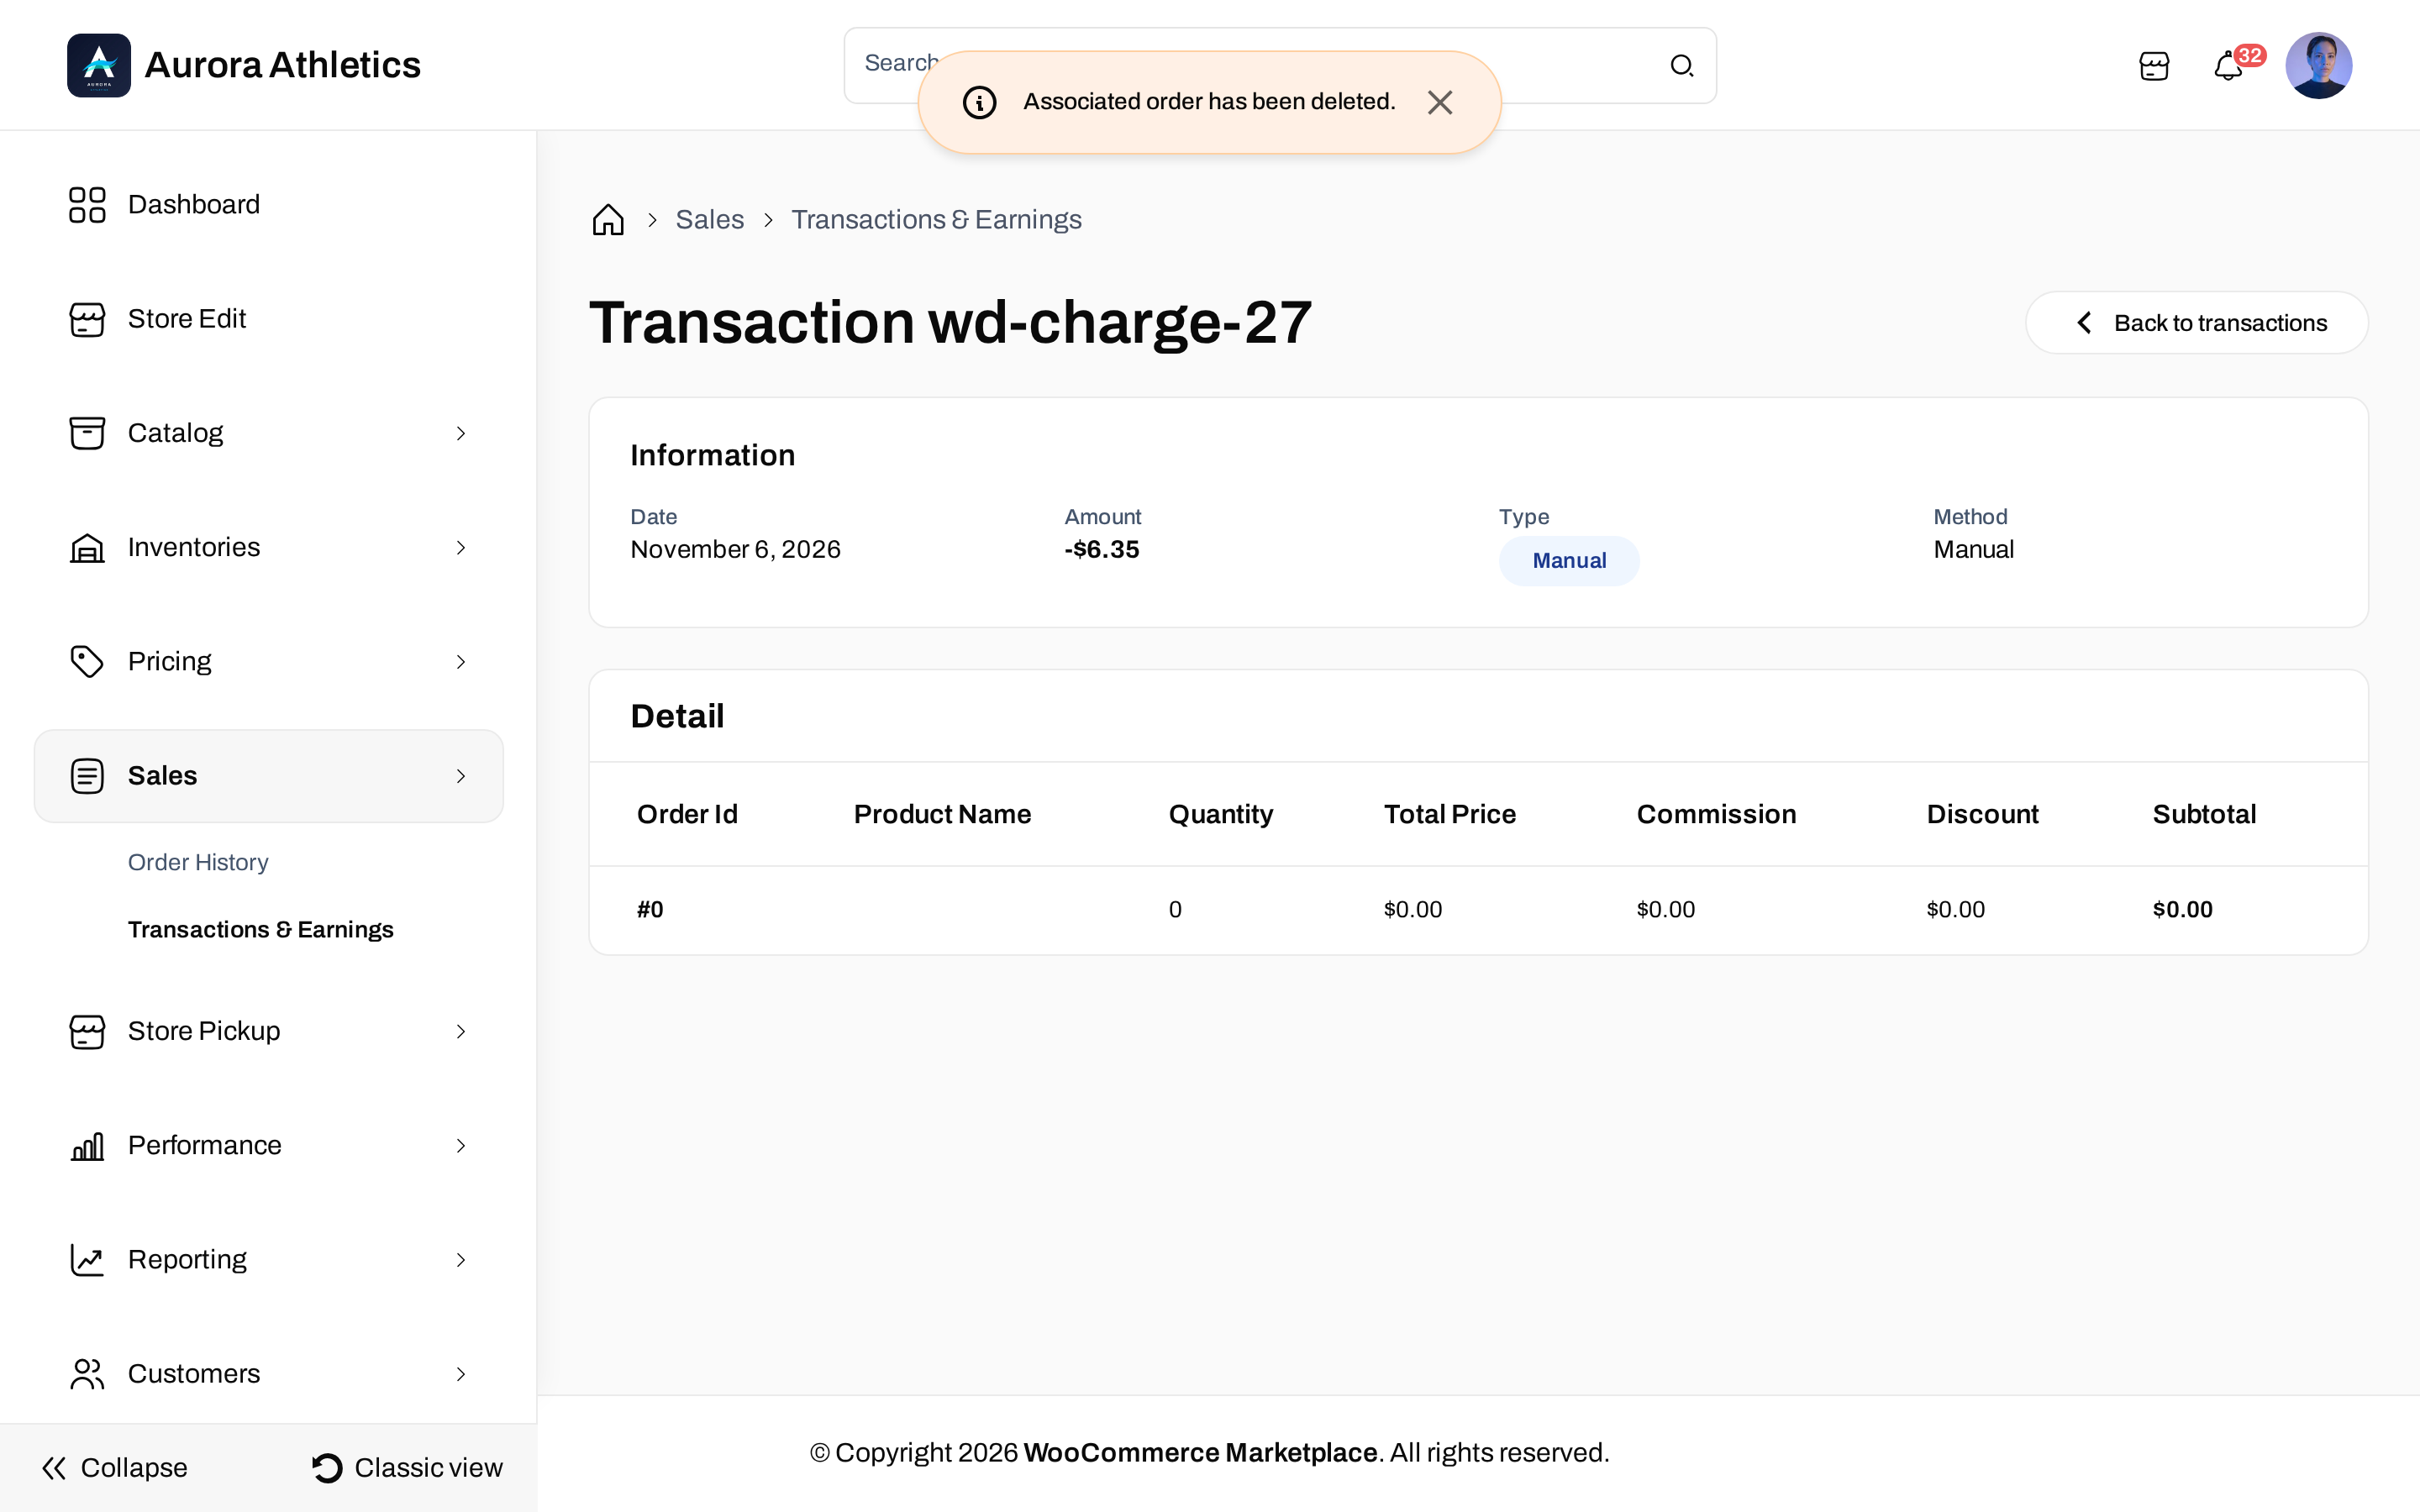 Aurora Athletics
Search
Associated order has been deleted.
32
Dashboard
Store Edit
Catalog
Inventories
Pricing
Sales
Order History
Transactions & Earnings
Store Pickup
Performance
Reporting
Customers
Collapse
Classic view
Sales
Transactions & Earnings
Transaction wd-charge-27
Back to transactions
Information
Date
November 6, 2026
Amount
-$6.35
Type
Manual
Method
Manual
Detail
Order Id Product Name Quantity Total Price Commission Discount Subtotal
#0 0 $0.00 $0.00 $0.00 $0.00
© Copyright 2026 WooCommerce Marketplace. All rights reserved.